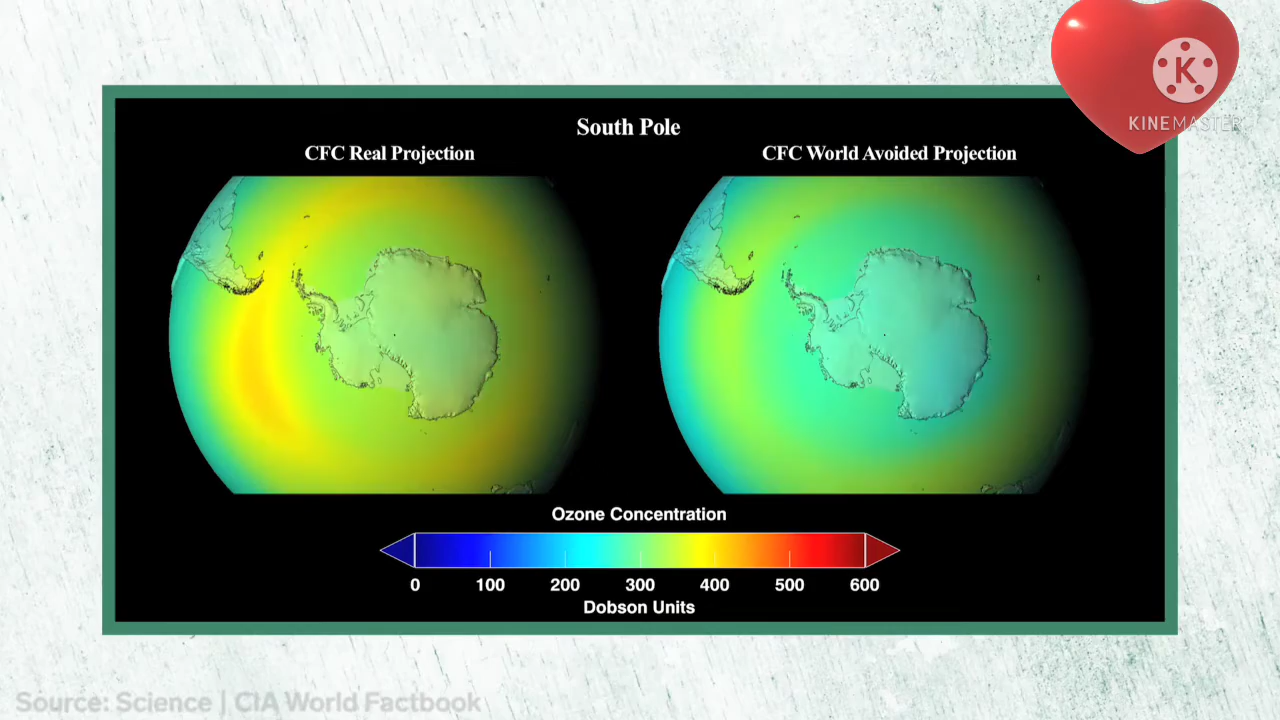 South Pole
CFC Real Projection
CFC World Avoided Projection
K
KINEMASTER
Ozone Concentration
0 100 200 300 400 500 600
Dobson Units
Source: Science | CIA World Factbook